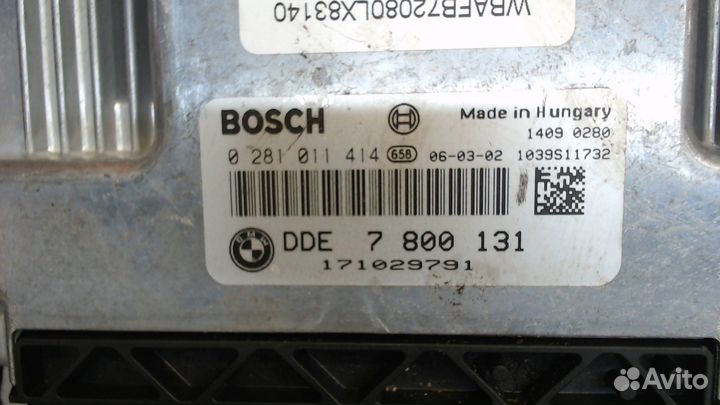 WBAFB72080LX83140
BOSCH
Made in Hungary
1409 0280
0 281 011 414 658 06-03-02 1039S11732
BMW DDE 7 800 131
171029791
Avito